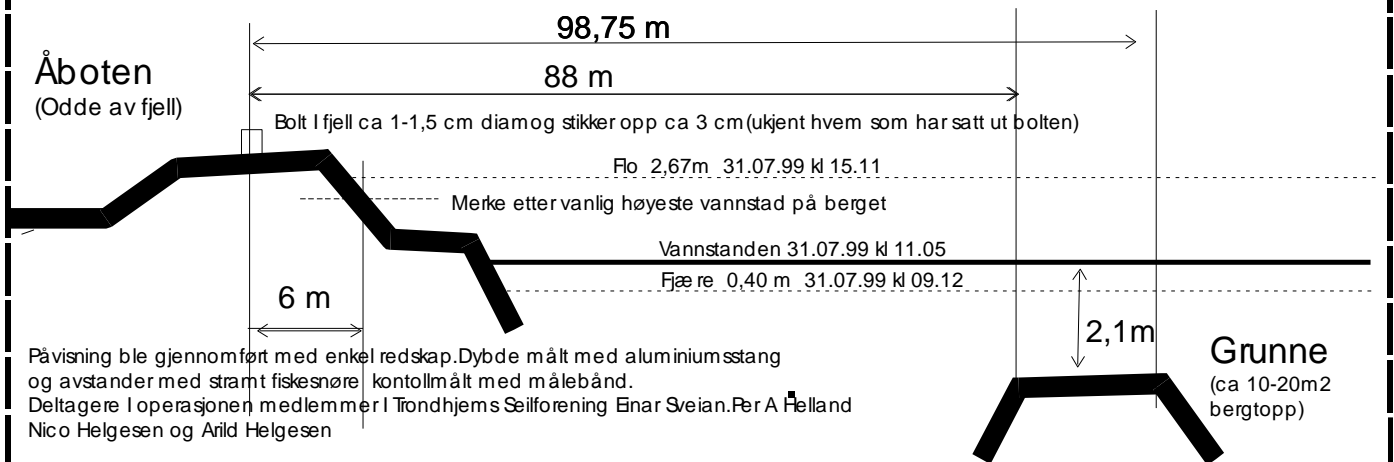 98,75 m
Åboten
(Odde av fjell)
88 m
Bolt I fjell ca 1-1,5 cm diamog stikker opp ca 3 cm(ukjent hvem som har satt ut bolten)
Flo 2,67m 31.07.99 kl 15.11
Merke etter vanlig høyeste vannstad på berget
Vannstanden 31.07.99 kl 11.05
Fjære 0,40 m 31.07.99 kl 09.12
6 m
2,1m
Grunne
(ca 10-20m2
bergtopp)
Påvisning ble gjennomført med enkel redskap.Dybde målt med aluminiumsstang
og avstander med stramt fiskesnøre kontollmålt med målebånd.
Deltagere I operasjonen medlemmer I Trondhjems Seilforening Einar Sveian.Per A Helland
Nico Helgesen og Arild Helgesen